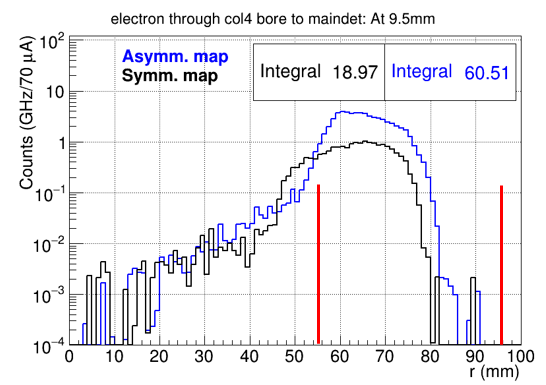 electron through col4 bore to maindet: At 9.5mm
Asymm. map
Symm. map
Integral 18.97
Integral 60.51
Counts (GHz/70 μA)
10²
10
1
10⁻¹
10⁻²
10⁻³
10⁻⁴
0 10 20 30 40 50 60 70 80 90 100
r (mm)